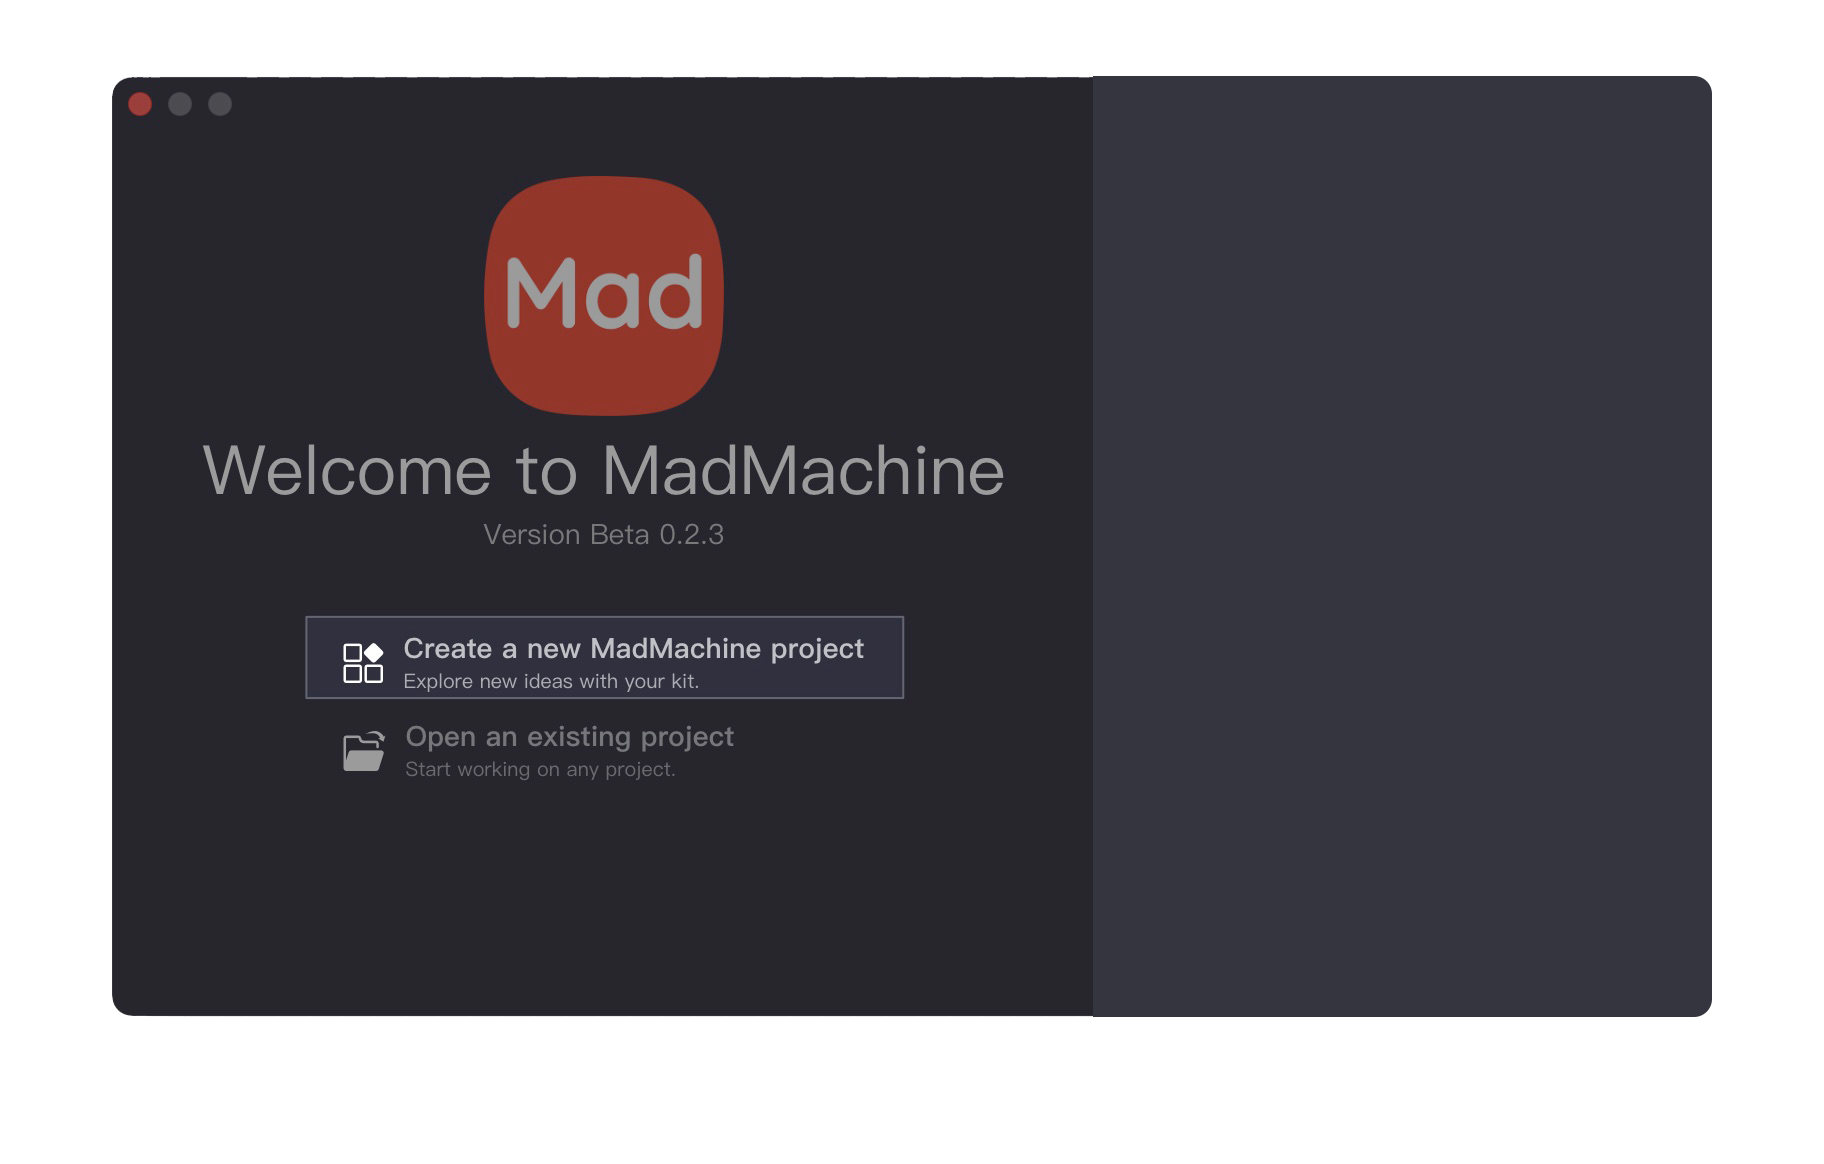 Mad
Welcome to MadMachine
Version Beta 0.2.3
Create a new MadMachine project
Explore new ideas with your kit.
Open an existing project
Start working on any project.